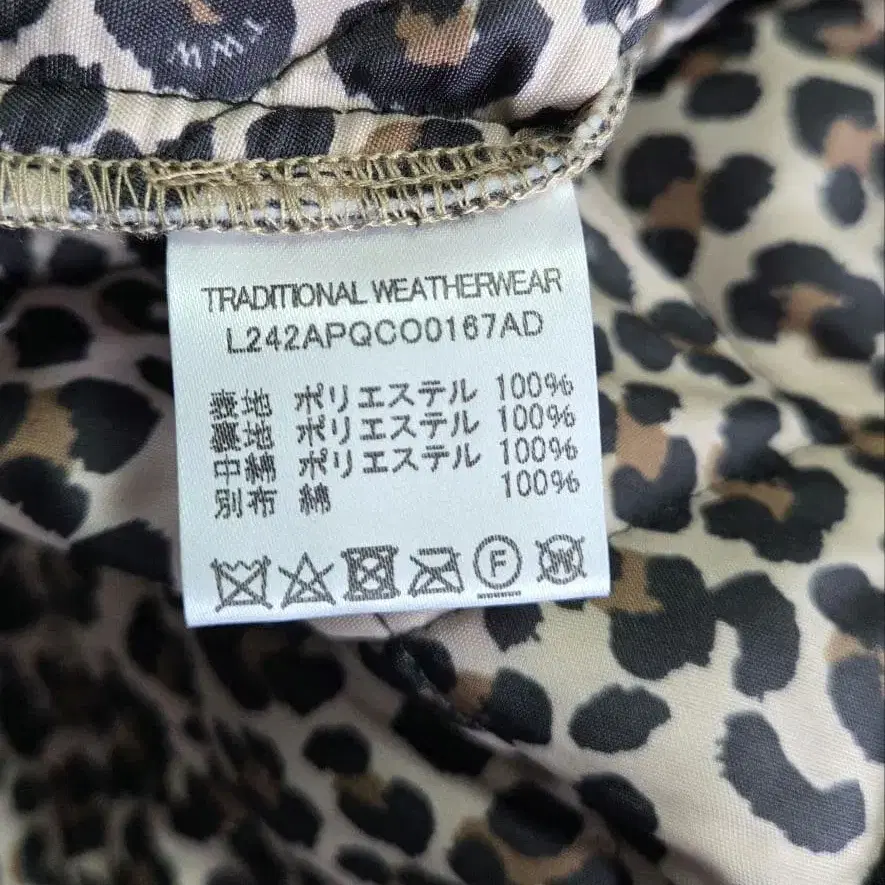 TWW
TRADITIONAL WEATHERWEAR
L242APQCO0167AD
表地 ポリエステル 100%
裏地 ポリエステル 100%
中綿 ポリエステル 100%
別布 綿 100%
F
W